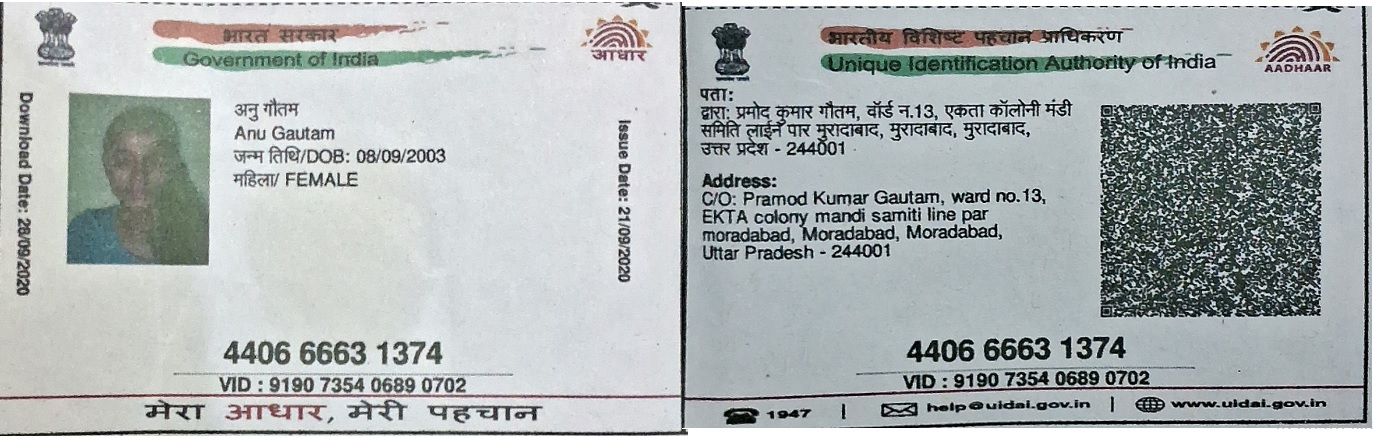 भारत सरकार
Government of India
आधार
Download Date: 28/09/2020
अनु गौतम
Anu Gautam
जन्म तिथि/DOB: 08/09/2003
महिला/ FEMALE
Issue Date: 21/09/2020
4406 6663 1374
VID : 9190 7354 0689 0702
मेरा आधार, मेरी पहचान
भारतीय विशिष्ट पहचान प्राधिकरण
Unique Identification Authority of India
AADHAAR
पता:
द्वारा: प्रमोद कुमार गौतम, वॉर्ड न.13, एकता कॉलोनी मंडी
समिति लाईन पार मुरादाबाद, मुरादाबाद, मुरादाबाद,
उत्तर प्रदेश - 244001
Address:
C/O: Pramod Kumar Gautam, ward no.13,
EKTA colony mandi samiti line par
moradabad, Moradabad, Moradabad,
Uttar Pradesh - 244001
4406 6663 1374
VID : 9190 7354 0689 0702
1947 | help@uidai.gov.in | www.uidai.gov.in